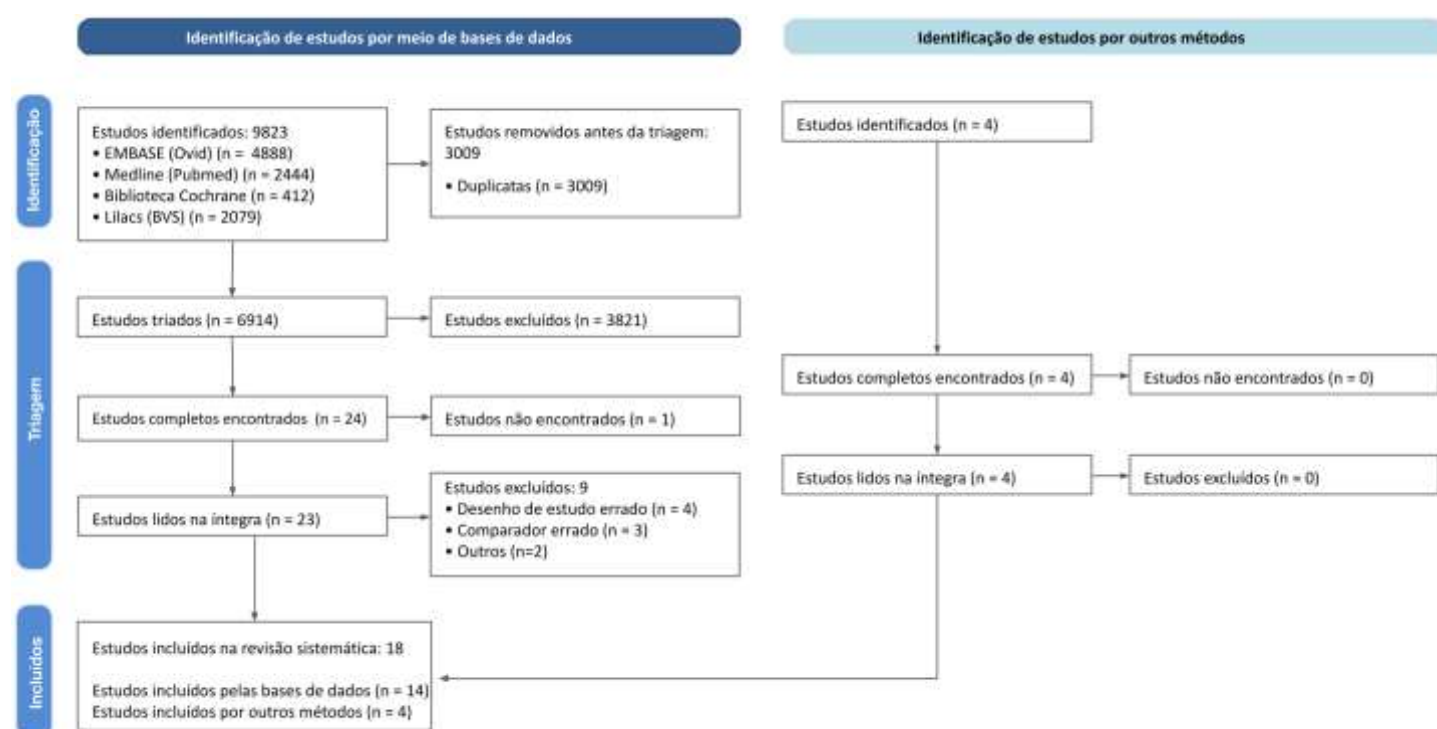 Identificação de estudos por meio de bases de dados
Identificação de estudos por outros métodos
Identificação
Estudos identificados: 9823
• EMBASE (Ovid) (n = 4888)
• Medline (Pubmed) (n = 2444)
• Biblioteca Cochrane (n = 412)
• Lilacs (BVS) (n = 2079)
Estudos removidos antes da triagem:
3009
• Duplicatas (n = 3009)
Estudos identificados (n = 4)
Triagem
Estudos triados (n = 6914)
Estudos excluídos (n = 3821)
Estudos completos encontrados (n = 24)
Estudos não encontrados (n = 1)
Estudos completos encontrados (n = 4)
Estudos não encontrados (n = 0)
Estudos lidos na íntegra (n = 23)
Estudos excluídos: 9
• Desenho de estudo errado (n = 4)
• Comparador errado (n = 3)
• Outros (n=2)
Estudos lidos na íntegra (n = 4)
Estudos excluídos (n = 0)
Incluídos
Estudos incluídos na revisão sistemática: 18
Estudos incluídos pelas bases de dados (n = 14)
Estudos incluídos por outros métodos (n = 4)